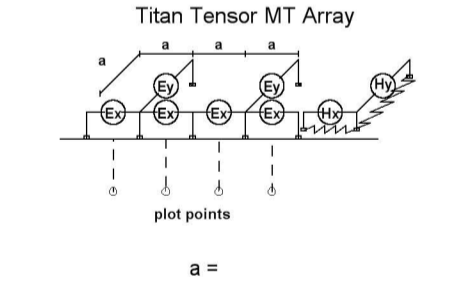 Titan Tensor MT Array
a a a
a
Ey Ey Hy
Ex Ex Ex Ex Hx
plot points
a =